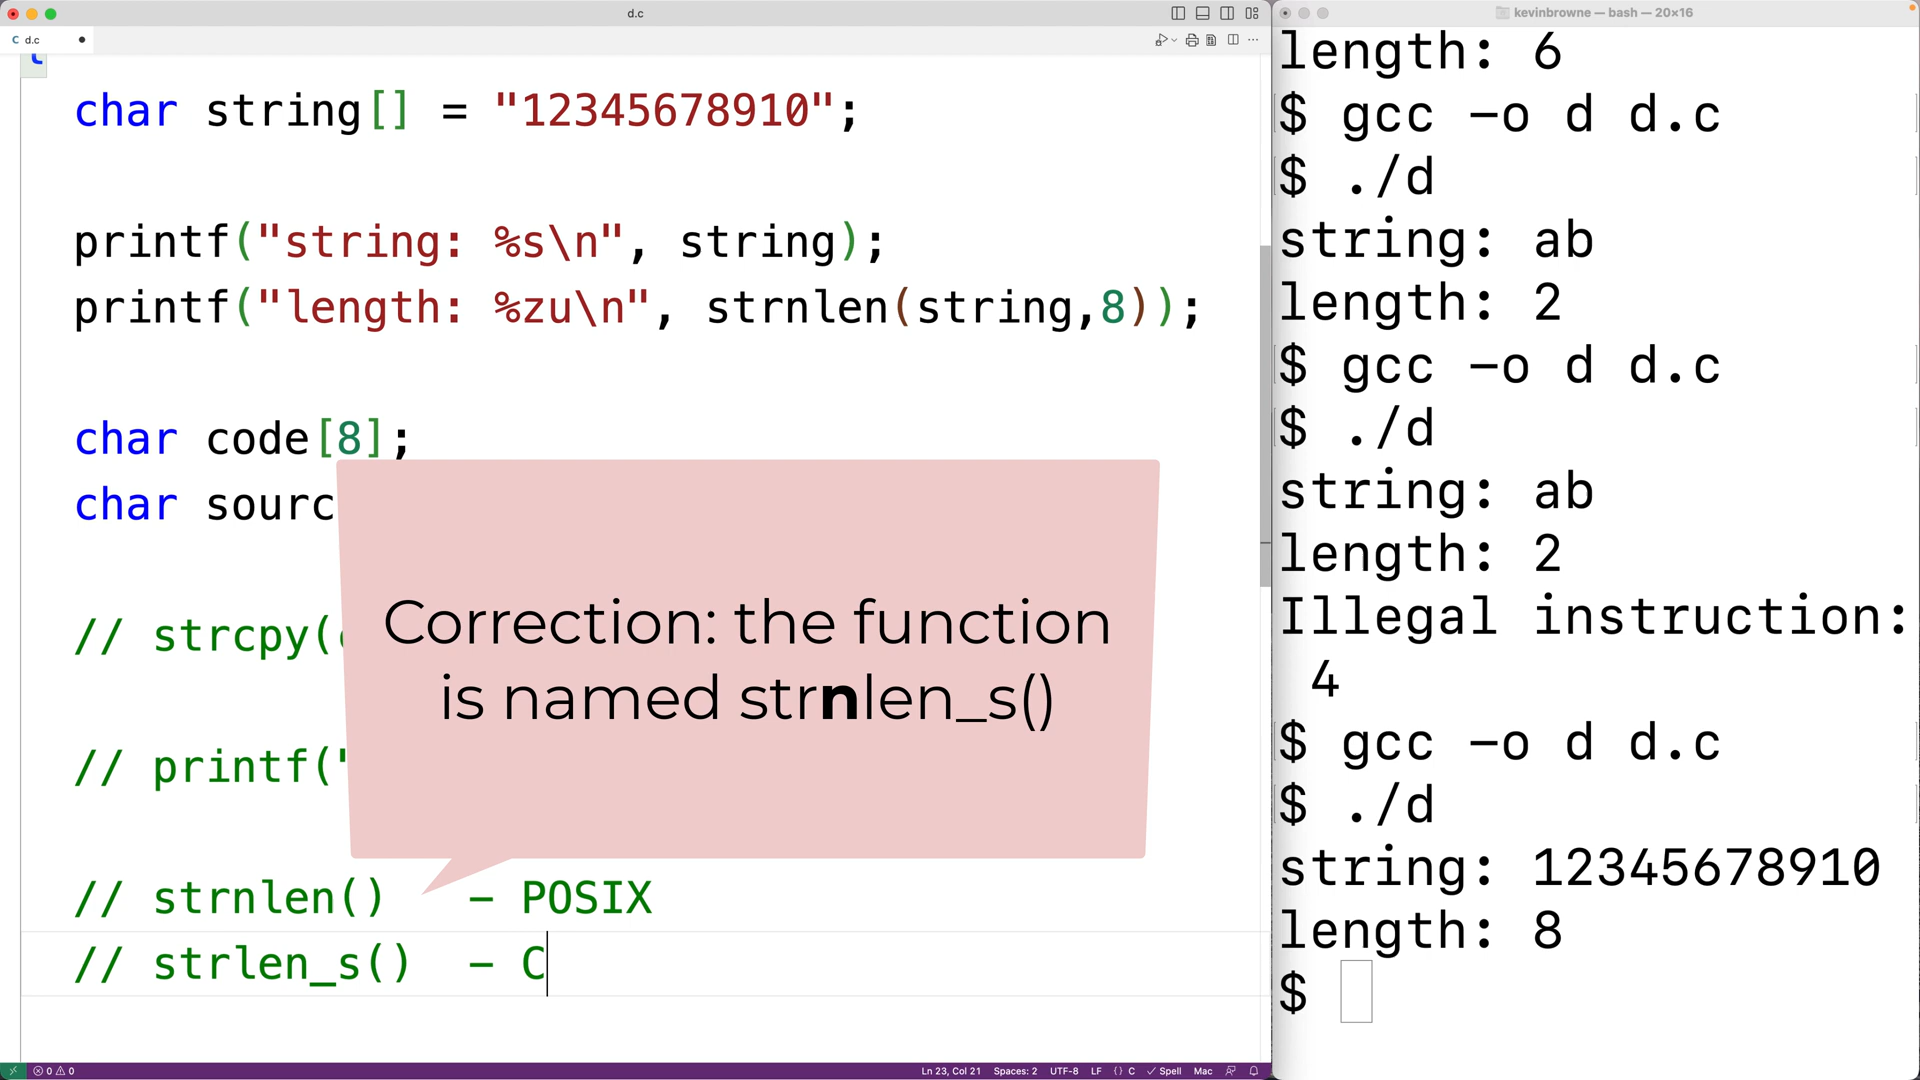 d.c
C d.c
char string[] = "12345678910";
printf("string: %s\n", string);
printf("length: %zu\n", strnlen(string,8));
char code[8];
char sourc
// strcpy(
// printf("
// strnlen()   - POSIX
// strlen_s()  - C
Correction: the function
is named strnlen_s()
0 0
Ln 23, Col 21 Spaces: 2 UTF-8 LF {} C Spell Mac
kevinbrowne — bash — 20×16
length: 6
$ gcc -o d d.c
$ ./d
string: ab
length: 2
$ gcc -o d d.c
$ ./d
string: ab
length: 2
Illegal instruction:
4
$ gcc -o d d.c
$ ./d
string: 12345678910
length: 8
$